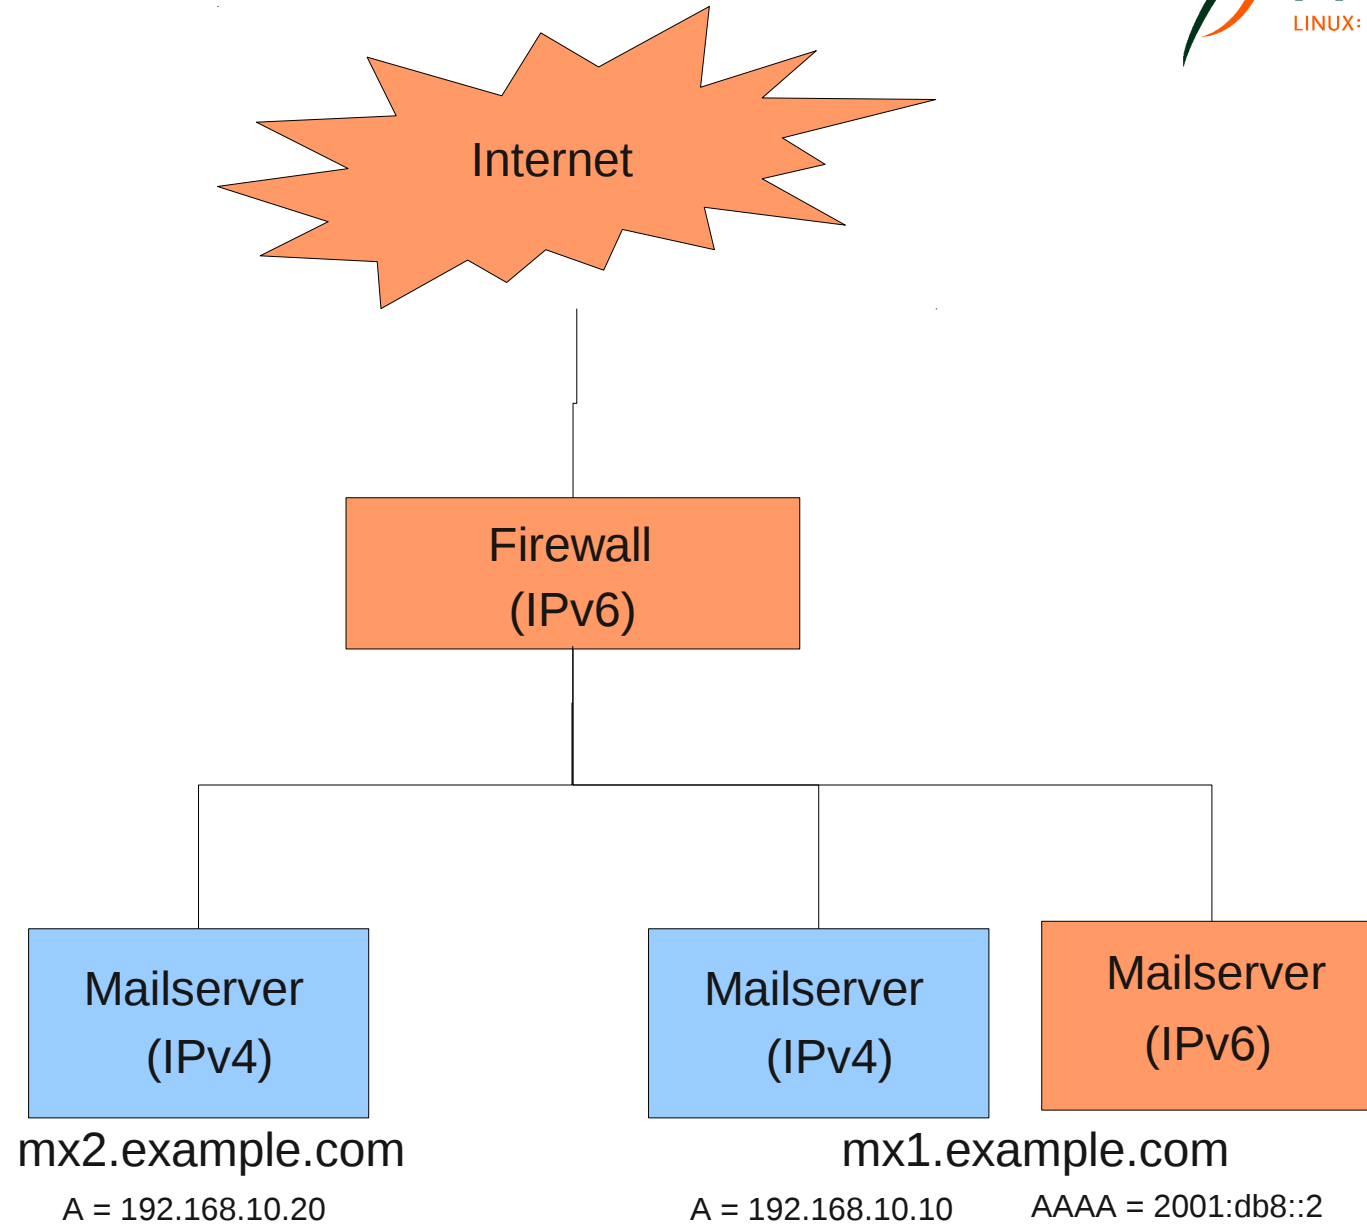 LINUX:
Internet
Firewall
(IPv6)
Mailserver
(IPv4)
Mailserver
(IPv4)
Mailserver
(IPv6)
mx2.example.com
mx1.example.com
A = 192.168.10.20
A = 192.168.10.10
AAAA = 2001:db8::2